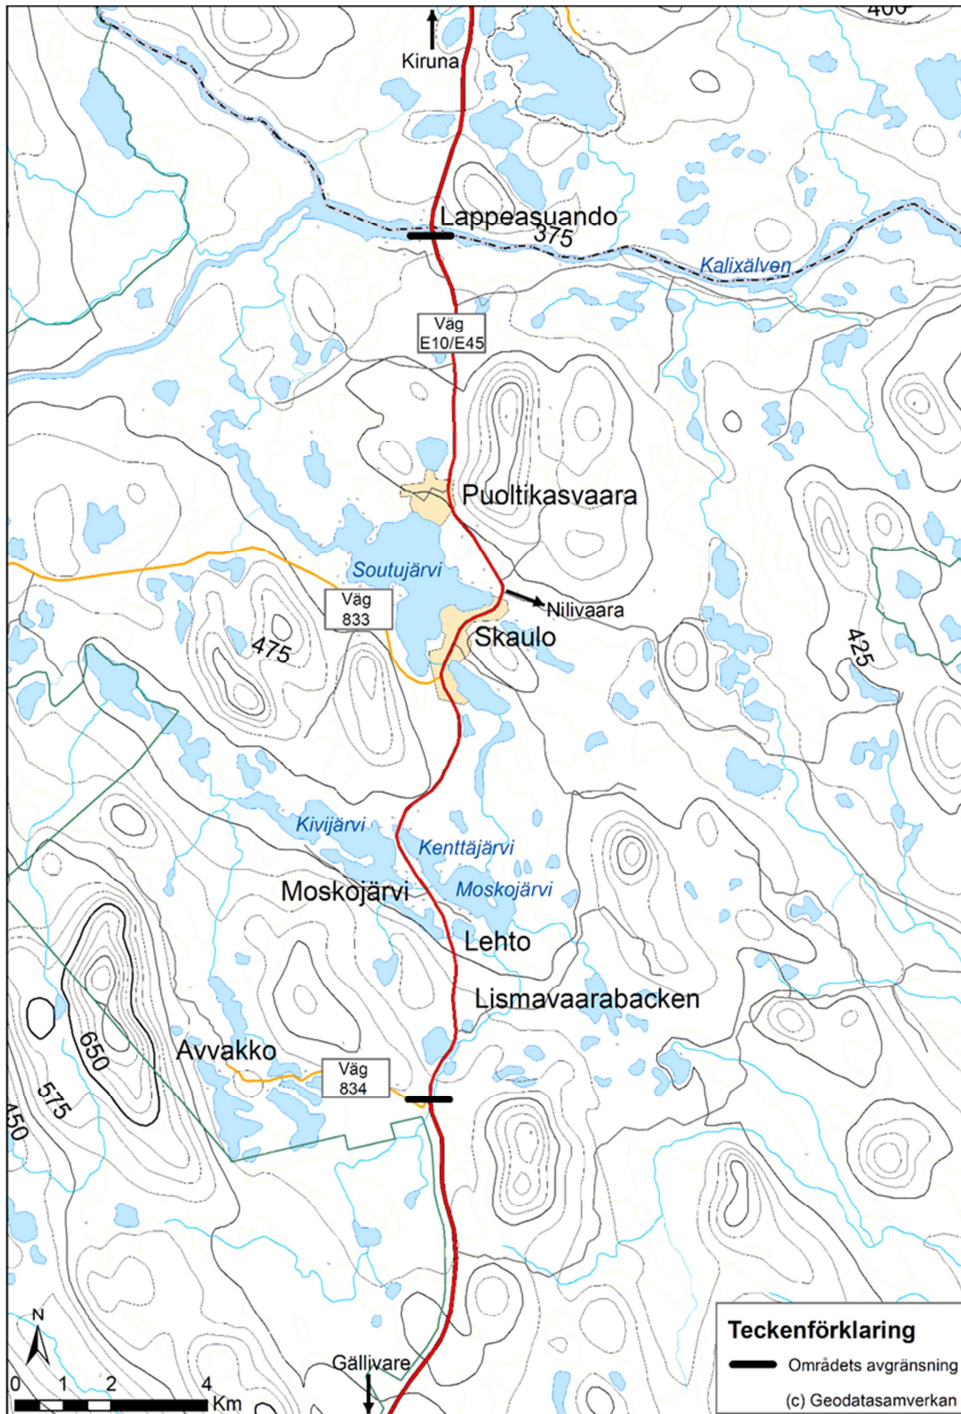 400
Kiruna
Lappeasuando
375
Kalixälven
Väg
E10/E45
Puoltikasvaara
Soutujärvi
Väg
833
Nilivaara
Skaulo
475
425
Kivijärvi
Kenttäjärvi
Moskojärvi
Moskojärvi
Lehto
Lismavaarabacken
650
Avvakko
Väg
834
575
450
N
Gällivare
0 1 2 4
Km
Teckenförklaring
Områdets avgränsning
(c) Geodatasamverkan